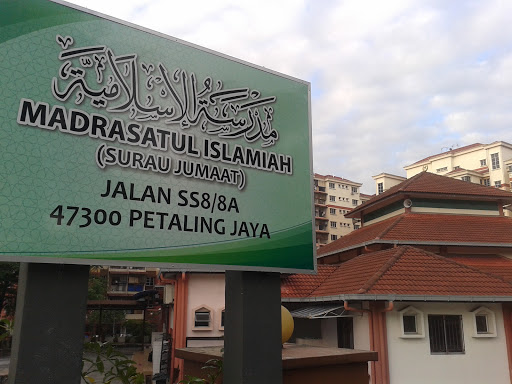 مدرسة الإسلامية
MADRASATUL ISLAMIAH
(SURAU JUMAAT)
JALAN SS8/8A
47300 PETALING JAYA